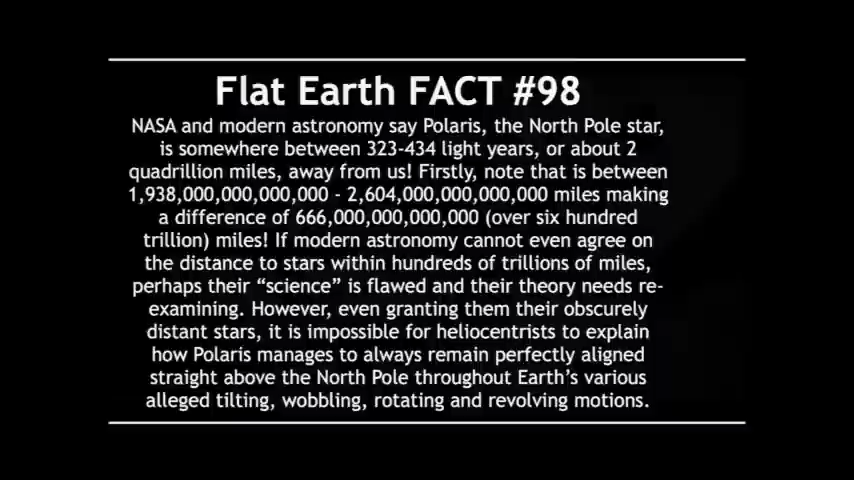 Flat Earth FACT #98
NASA and modern astronomy say Polaris, the North Pole star,
is somewhere between 323-434 light years, or about 2
quadrillion miles, away from us! Firstly, note that is between
1,938,000,000,000,000 - 2,604,000,000,000,000 miles making
a difference of 666,000,000,000,000 (over six hundred
trillion) miles! If modern astronomy cannot even agree on
the distance to stars within hundreds of trillions of miles,
perhaps their “science” is flawed and their theory needs re-
examining. However, even granting them their obscurely
distant stars, it is impossible for heliocentrists to explain
how Polaris manages to always remain perfectly aligned
straight above the North Pole throughout Earth’s various
alleged tilting, wobbling, rotating and revolving motions.